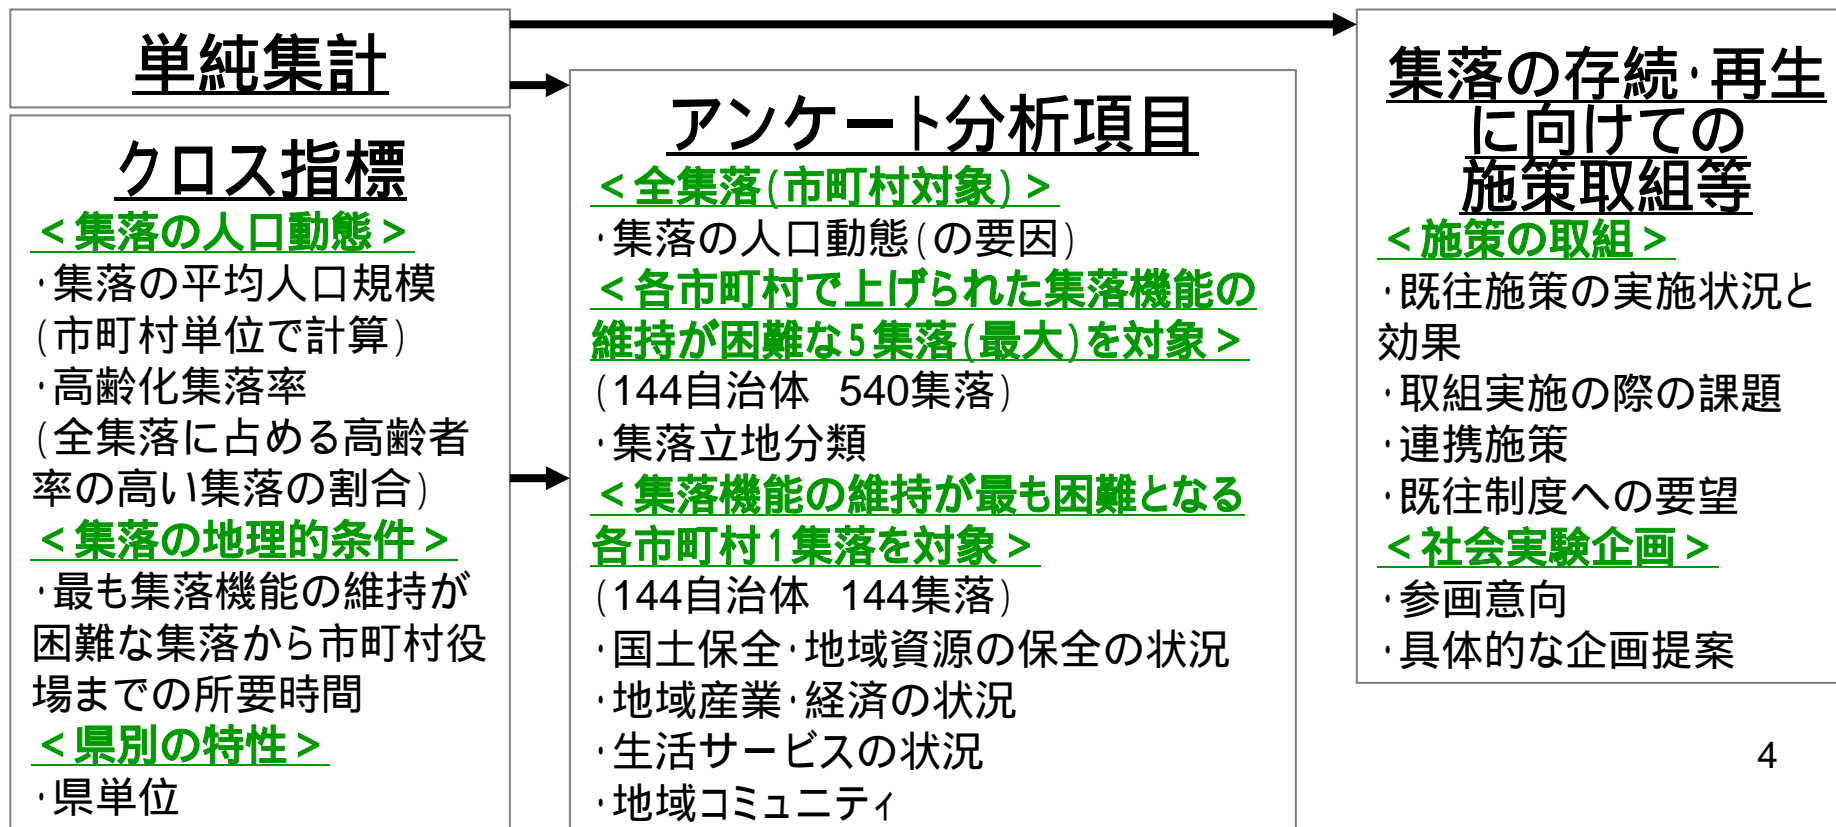 単純集計
クロス指標
<集落の人口動態>
・集落の平均人口規模
(市町村単位で計算)
・高齢化集落率
(全集落に占める高齢者
率の高い集落の割合)
<集落の地理的条件>
・最も集落機能の維持が
困難な集落から市町村役
場までの所要時間
<県別の特性>
・県単位
アンケート分析項目
<全集落(市町村対象)>
・集落の人口動態(の要因)
<各市町村で上げられた集落機能の
維持が困難な5集落(最大)を対象>
(144自治体 540集落)
・集落立地分類
<集落機能の維持が最も困難となる
各市町村1集落を対象>
(144自治体 144集落)
・国土保全・地域資源の保全の状況
・地域産業・経済の状況
・生活サービスの状況
・地域コミュニティ
集落の存続・再生
に向けての
施策取組等
<施策の取組>
・既往施策の実施状況と
効果
・取組実施の際の課題
・連携施策
・既往制度への要望
<社会実験企画>
・参画意向
・具体的な企画提案
4